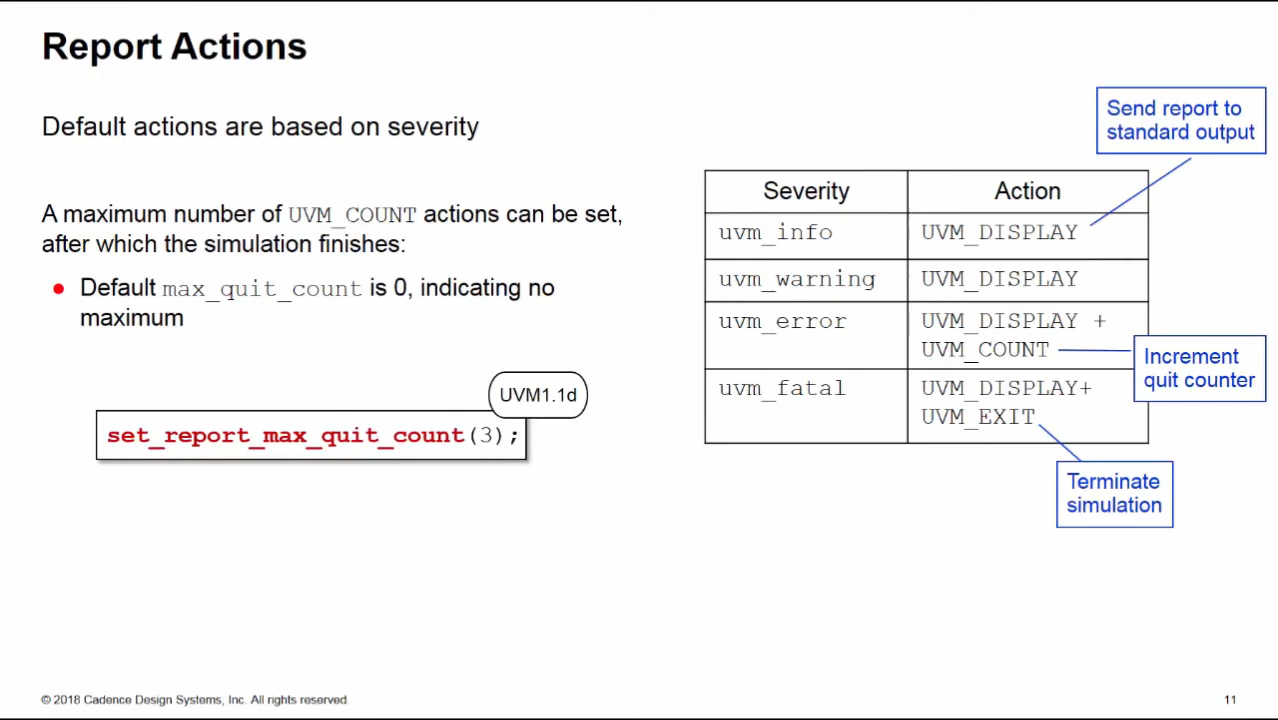 Report Actions
Default actions are based on severity
A maximum number of UVM_COUNT actions can be set,
after which the simulation finishes:
● Default max_quit_count is 0, indicating no
maximum
UVM1.1d
set_report_max_quit_count(3);
Send report to
standard output
Severity Action
uvm_info UVM_DISPLAY
uvm_warning UVM_DISPLAY
uvm_error UVM_DISPLAY +
UVM_COUNT
Increment
quit counter
uvm_fatal UVM_DISPLAY+
UVM_EXIT
Terminate
simulation
© 2018 Cadence Design Systems, Inc. All rights reserved
11